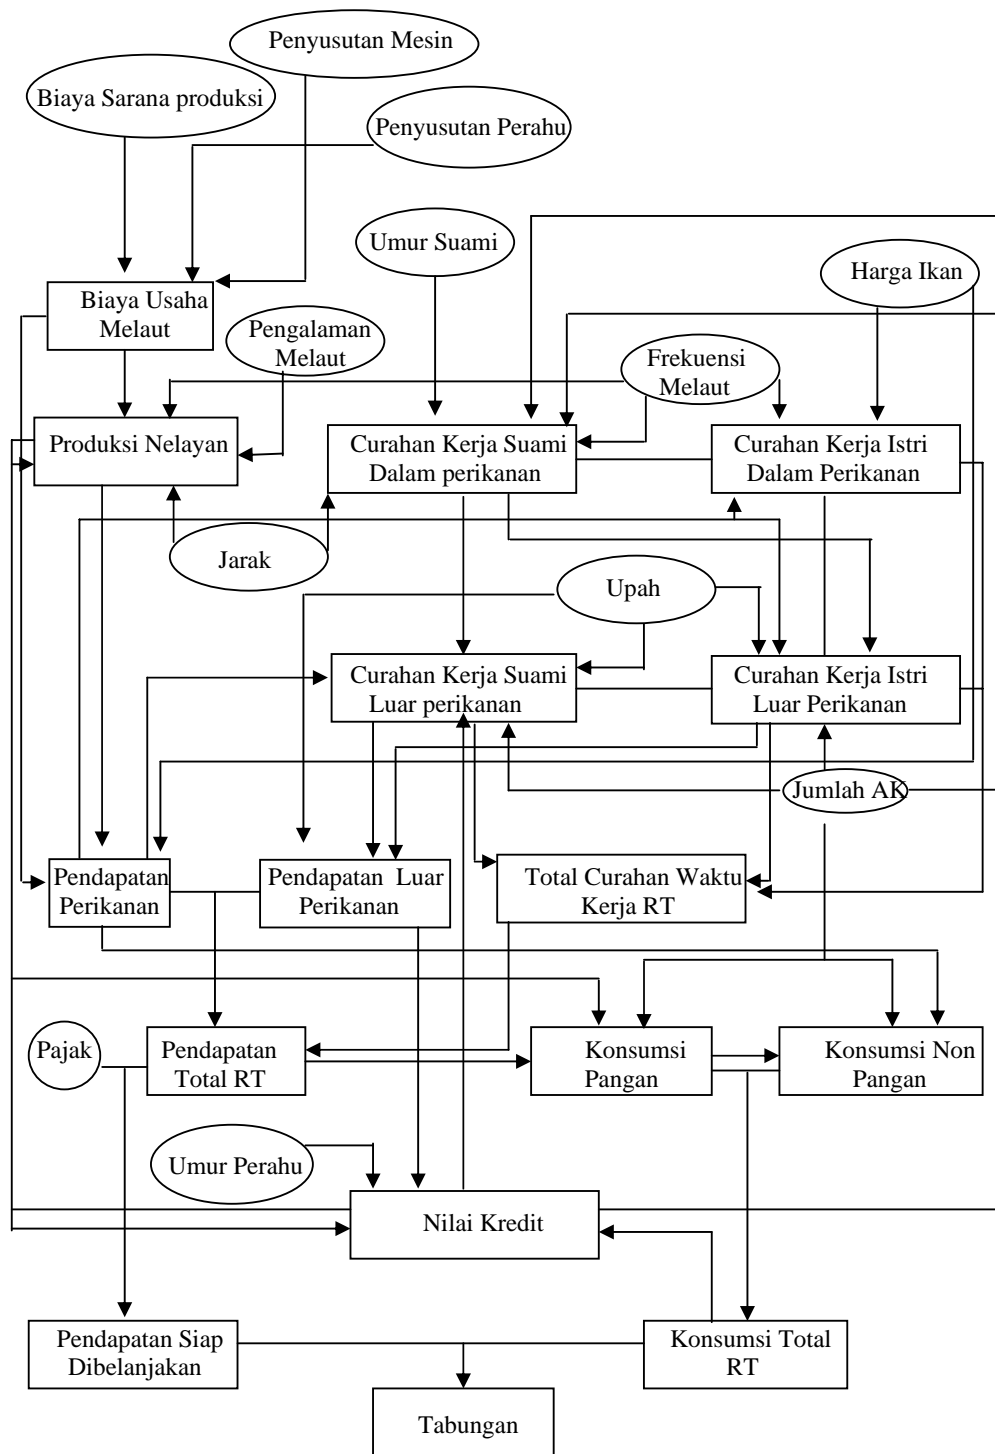 Penyusutan Mesin
Biaya Sarana produksi
Penyusutan Perahu
Umur Suami
Harga Ikan
Biaya Usaha
Melaut
Pengalaman
Melaut
Frekuensi
Melaut
Produksi Nelayan
Curahan Kerja Suami
Dalam perikanan
Curahan Kerja Istri
Dalam Perikanan
Jarak
Upah
Curahan Kerja Suami
Luar perikanan
Curahan Kerja Istri
Luar Perikanan
Jumlah AK
Pendapatan
Perikanan
Pendapatan Luar
Perikanan
Total Curahan Waktu
Kerja RT
Pajak
Pendapatan
Total RT
Konsumsi
Pangan
Konsumsi Non
Pangan
Umur Perahu
Nilai Kredit
Pendapatan Siap
Dibelanjakan
Konsumsi Total
RT
Tabungan